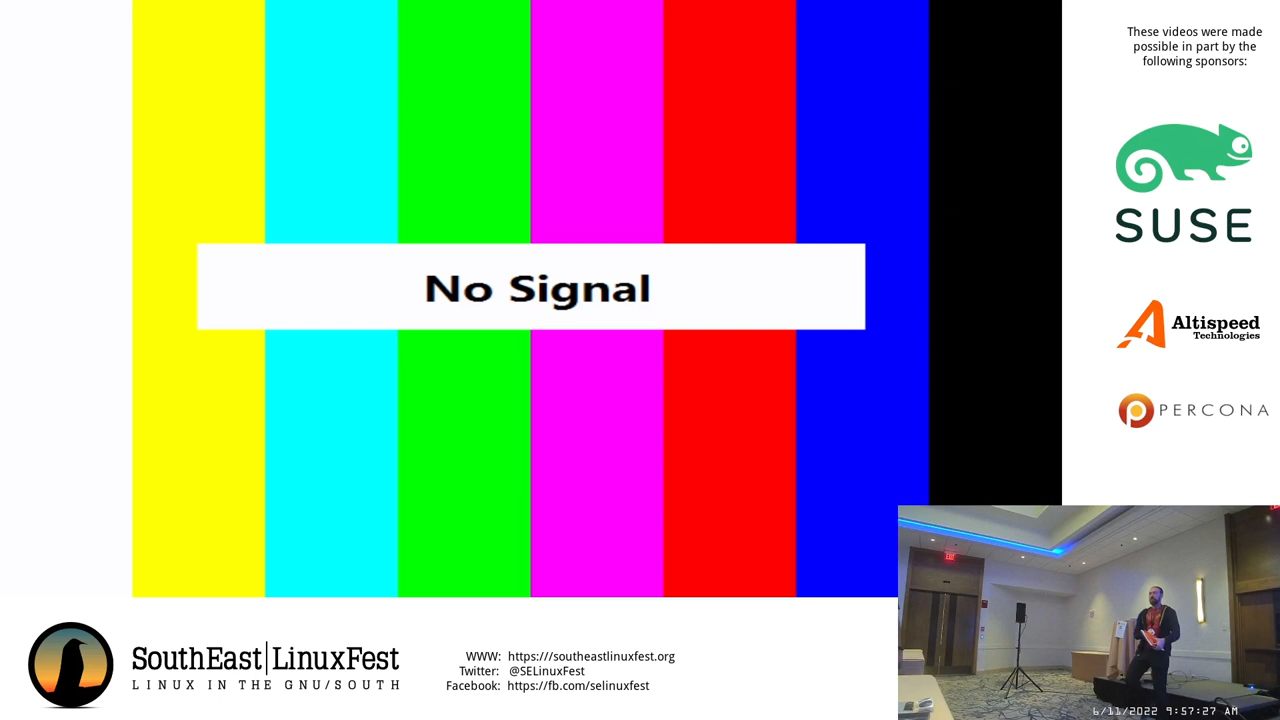 These videos were made
possible in part by the
following sponsors:
SUSE
No Signal
Altispeed
Technologies
PERCONA
EXIT
SouthEast|LinuxFest
LINUX IN THE GNU/SOUTH
WWW: https:///southeastlinuxfest.org
Twitter: @SELinuxFest
Facebook: https://fb.com/selinuxfest
6/11/2022 9:57:27 AM